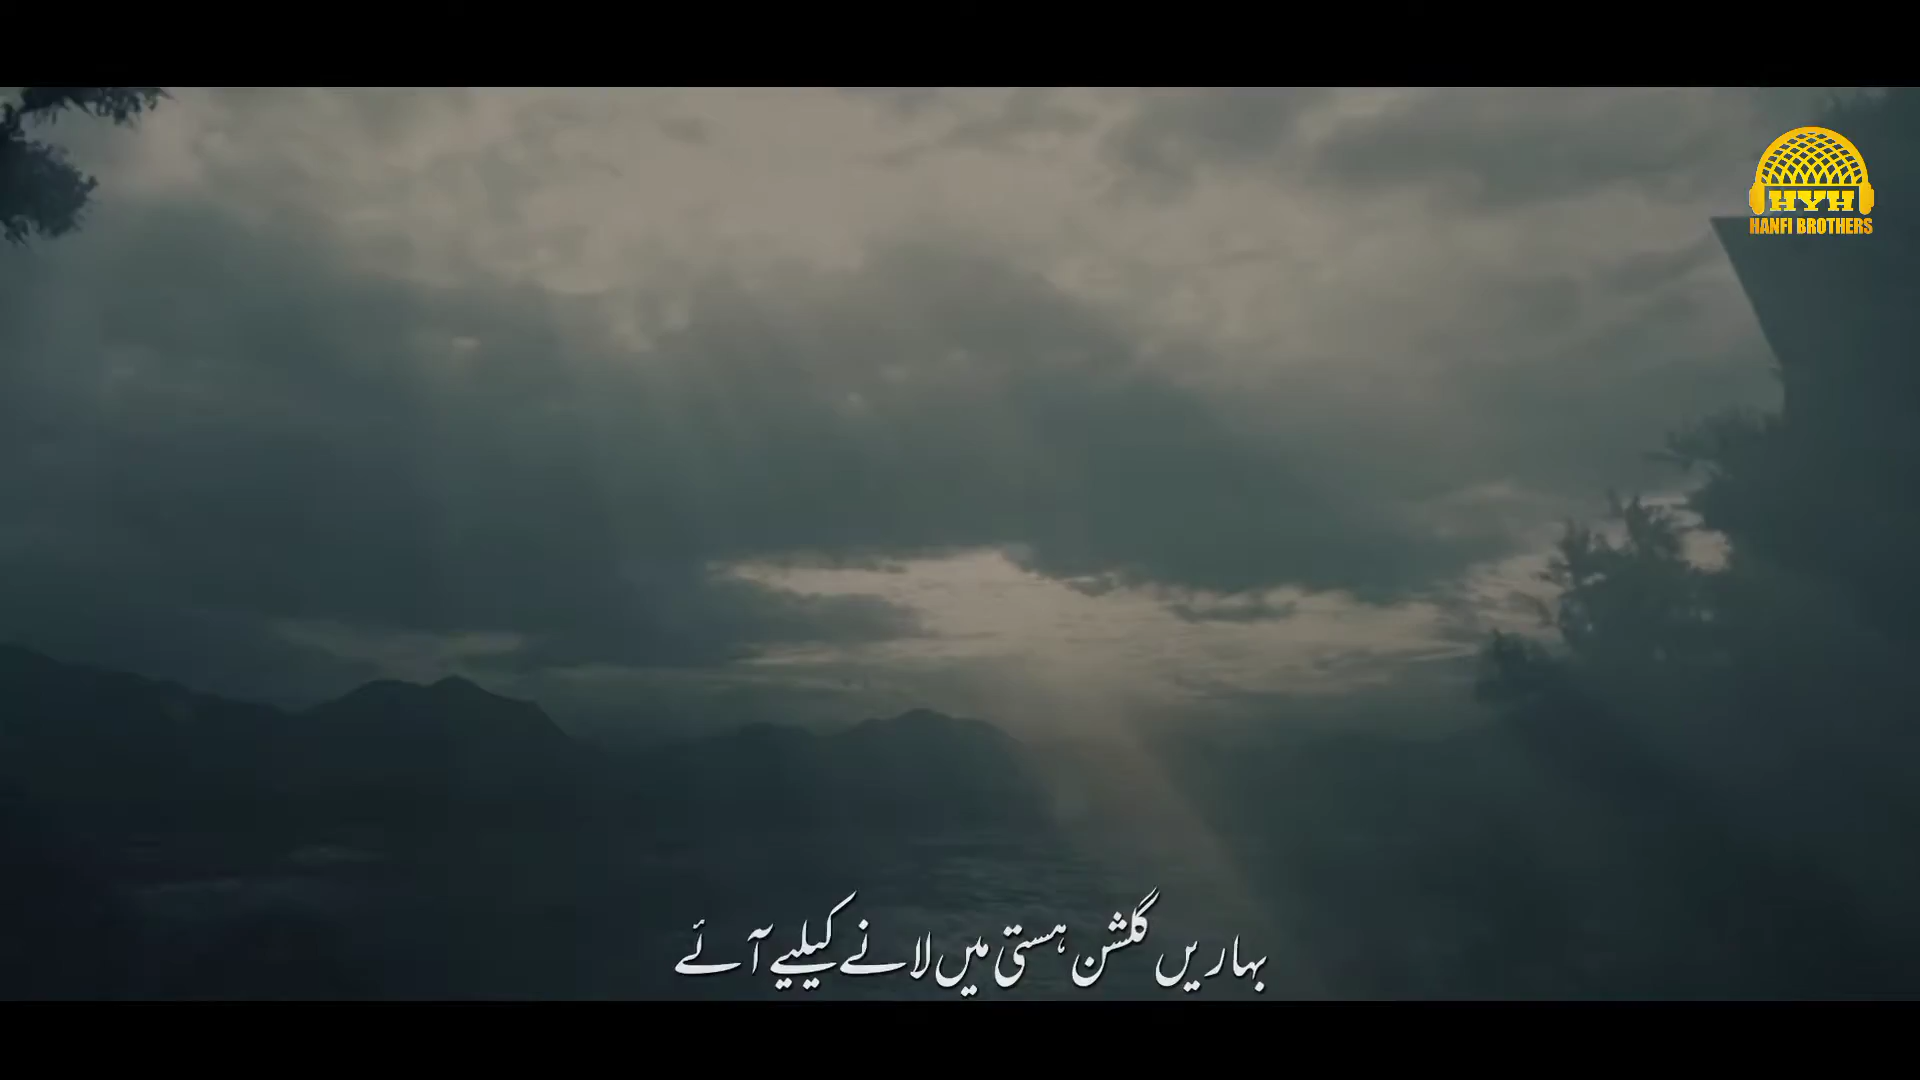 HYH
HANFI BROTHERS
بہاریں گلشن ہستی میں لانے کیلیے آئے